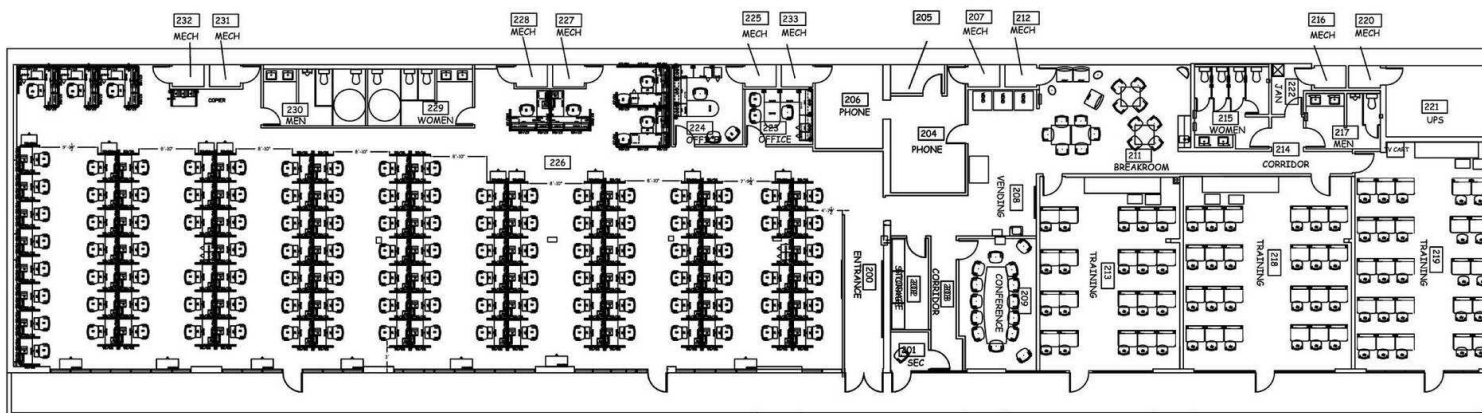 232
MECH
231
MECH
228
MECH
227
MECH
225
MECH
233
MECH
205
207
MECH
212
MECH
216
MECH
220
MECH
COPIER
230
MEN
229
WOMEN
224
OFFICE
223
OFFICE
206
PHONE
204
PHONE
226
211
BREAKROOM
215
WOMEN
JAN
222
217
MEN
221
UPS
214
CORRIDOR
TV CART
VENDING
208
ENTRANCE
200
STORAGE
CORRIDOR
CONFERENCE
209
201
SEC
TRAINING
213
TRAINING
218
TRAINING
219